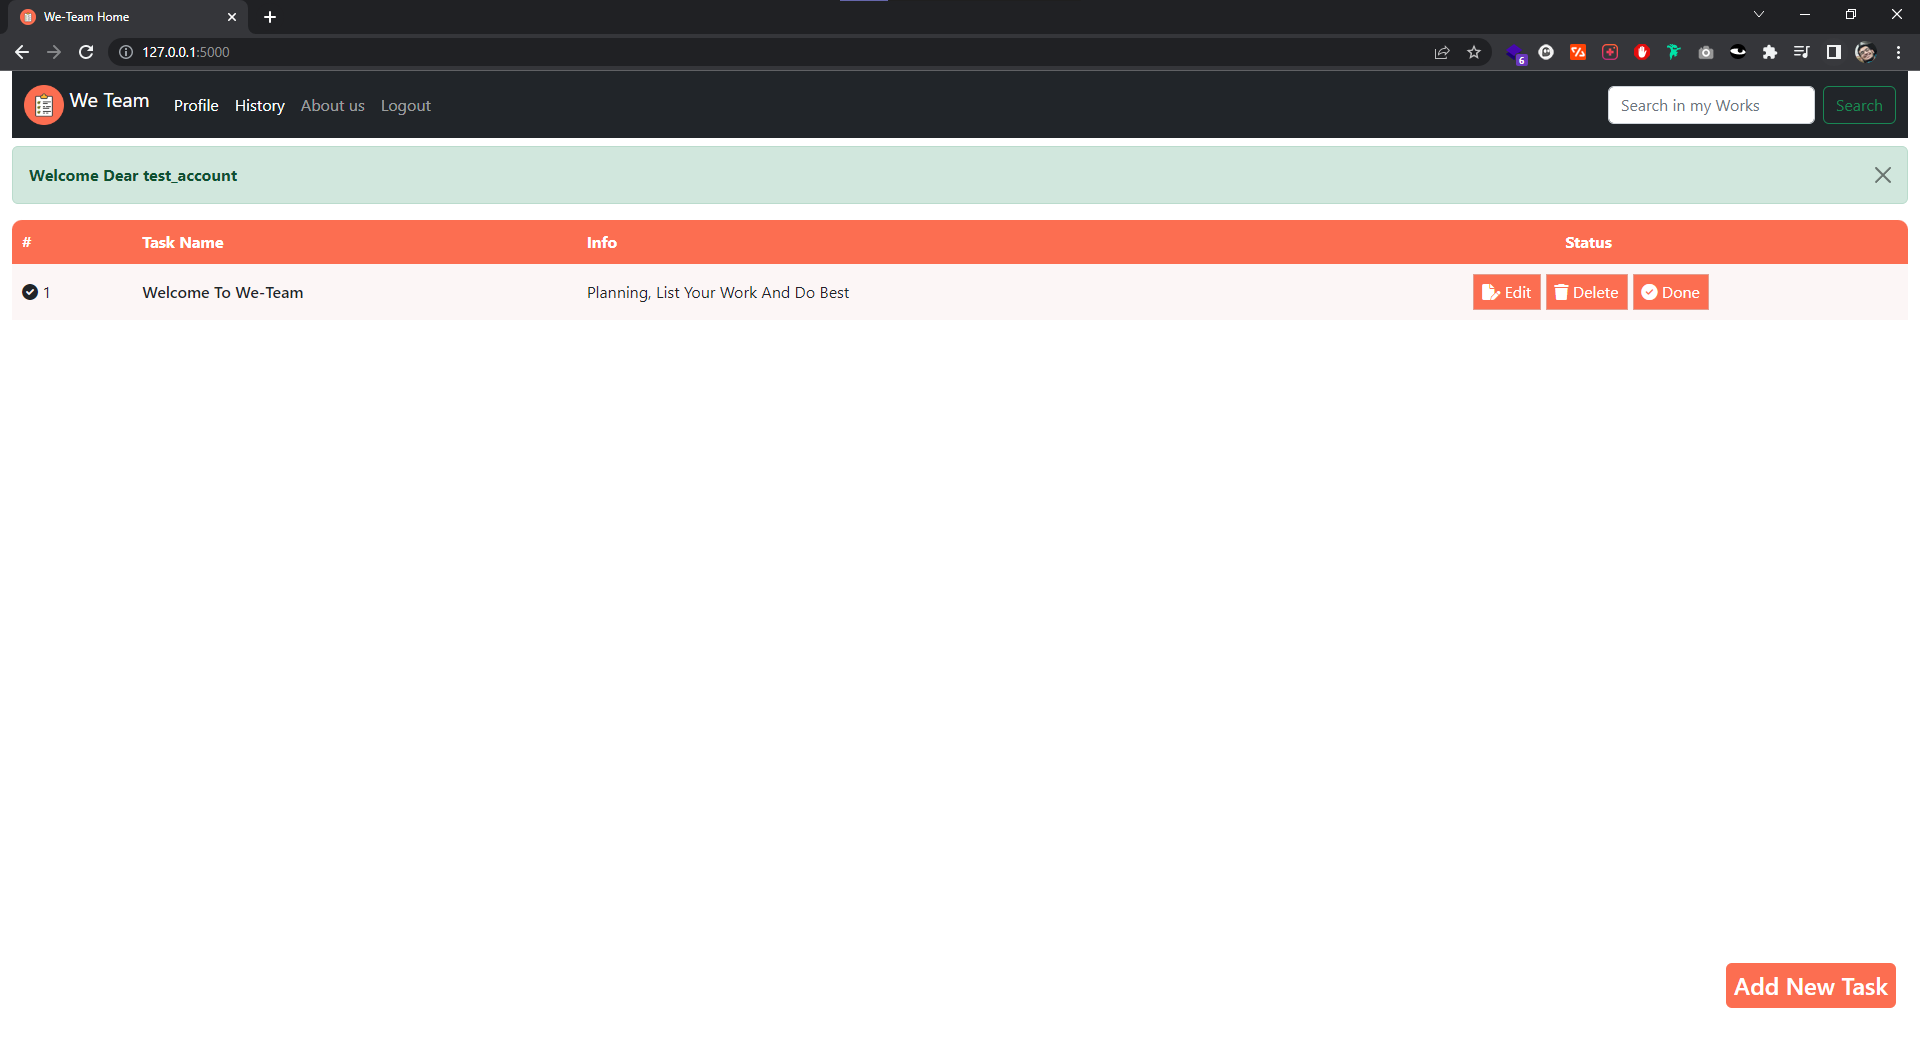 We-Team Home
127.0.0.1:5000
6
We Team Profile History About us Logout Search in my Works Search
Welcome Dear test_account
# Task Name Info Status
1 Welcome To We-Team Planning, List Your Work And Do Best Edit Delete Done
Add New Task